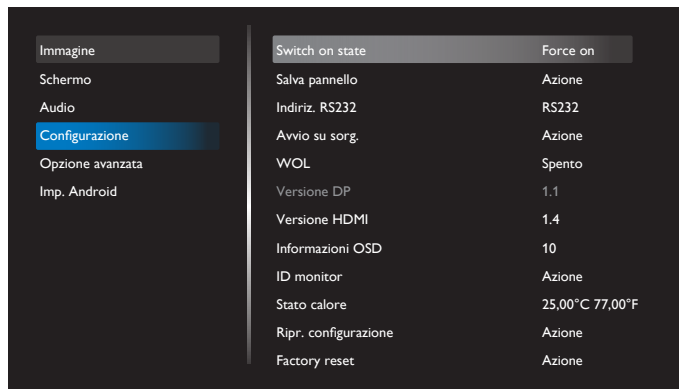 Immagine
Schermo
Audio
Configurazione
Opzione avanzata
Imp. Android
Switch on state Force on
Salva pannello Azione
Indiriz. RS232 RS232
Avvio su sorg. Azione
WOL Spento
Versione DP 1.1
Versione HDMI 1.4
Informazioni OSD 10
ID monitor Azione
Stato calore 25,00°C 77,00°F
Ripr. configurazione Azione
Factory reset Azione